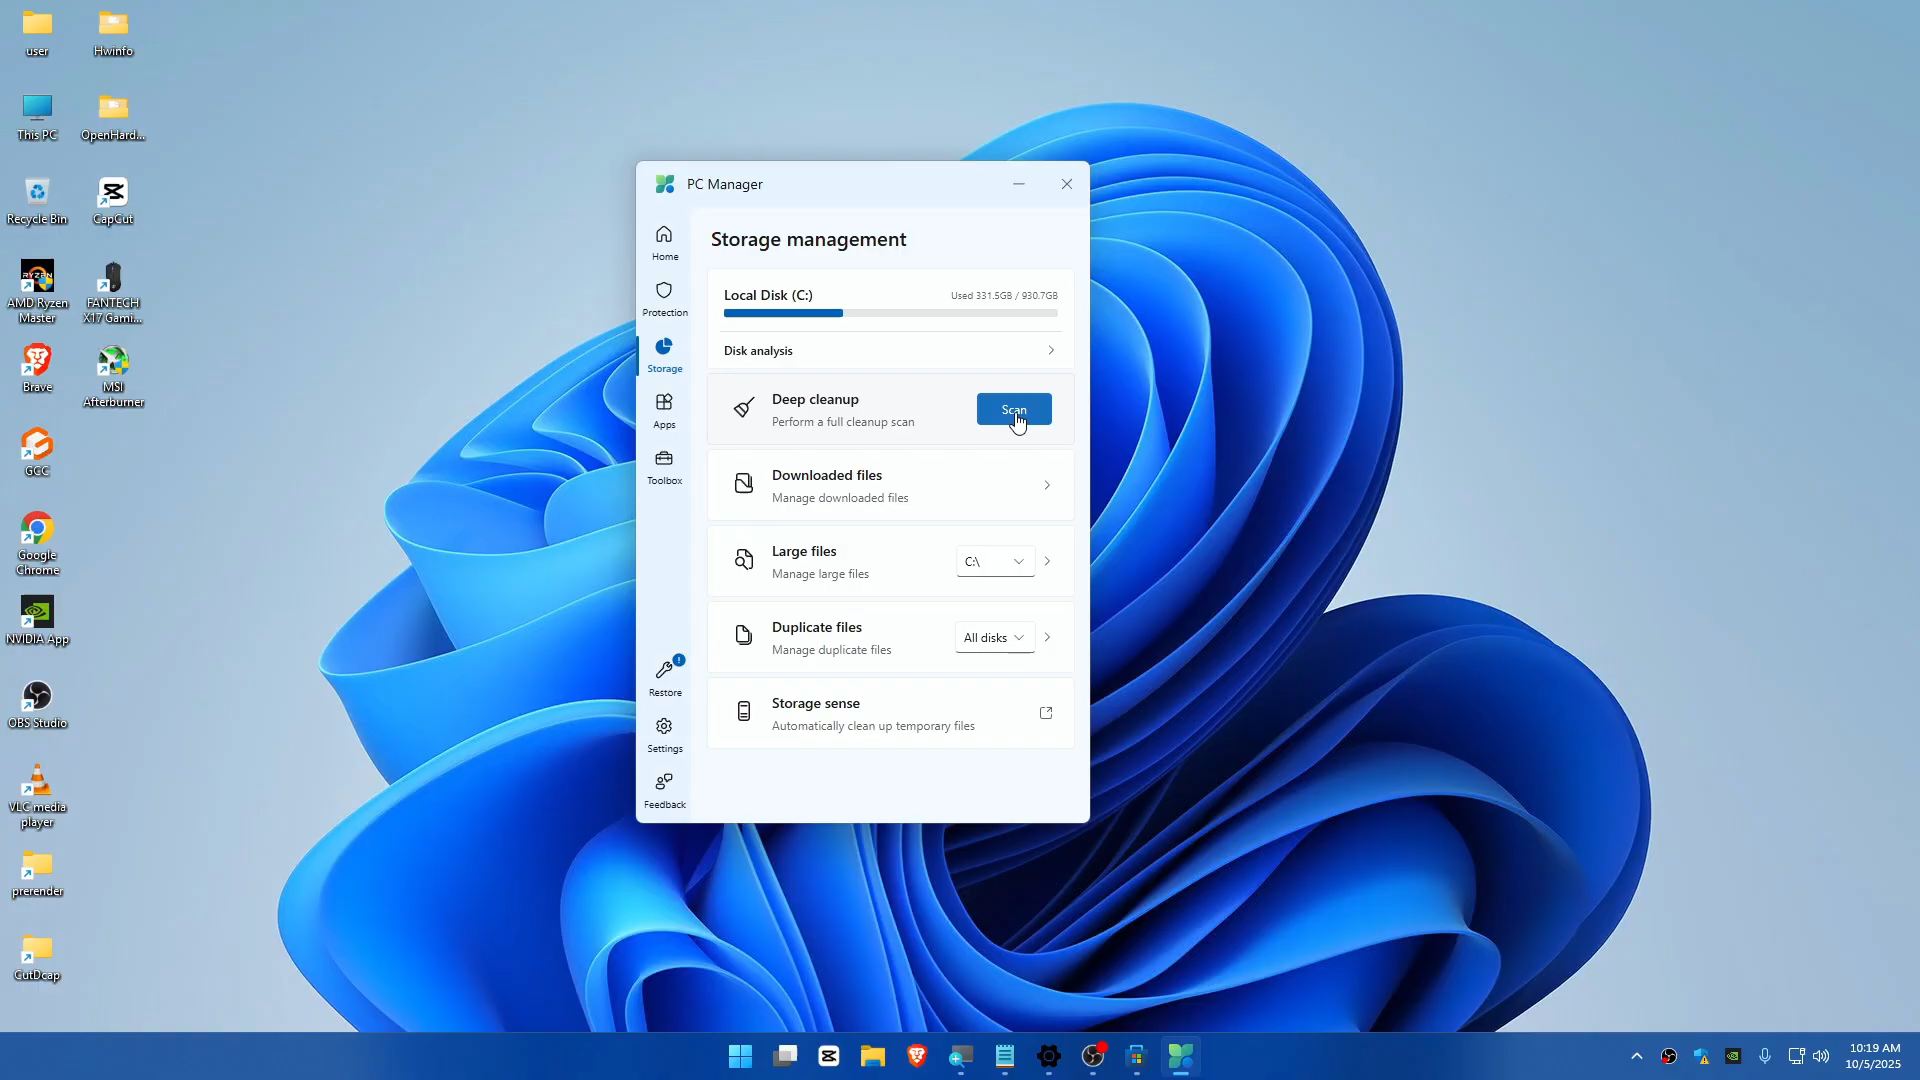 user
Hwinfo
This PC
OpenHard...
Recycle Bin
CapCut
AMD Ryzen
Master
FANTECH
X17 Gami...
Brave
MSI
Afterburner
GCC
Google
Chrome
NVIDIA App
OBS Studio
VLC media
player
prerender
CutDcap
PC Manager
Home
Protection
Storage
Apps
Toolbox
Restore
Settings
Feedback
Storage management
Local Disk (C:)
Used 331.5GB / 930.7GB
Disk analysis
Deep cleanup
Perform a full cleanup scan
Scan
Downloaded files
Manage downloaded files
Large files
Manage large files
C:\
Duplicate files
Manage duplicate files
All disks
Storage sense
Automatically clean up temporary files
10:19 AM
10/5/2025